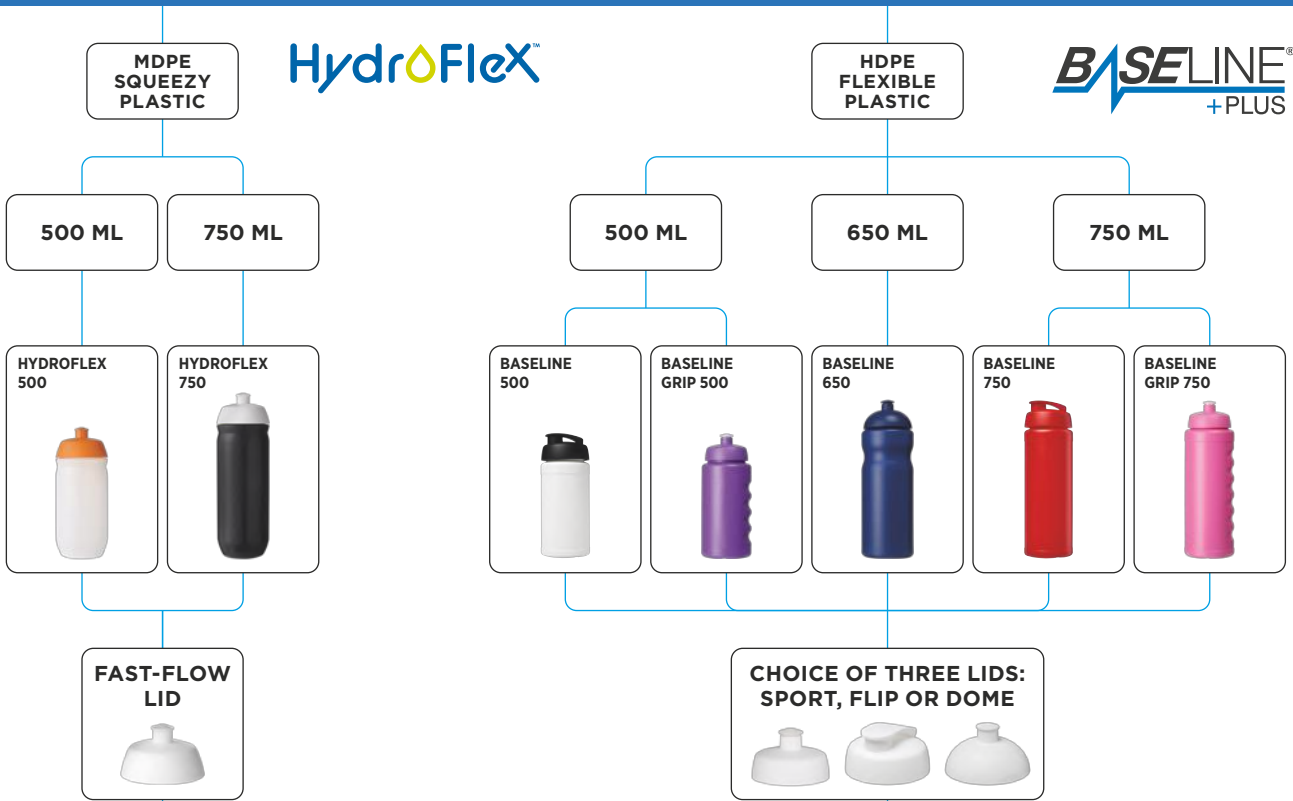 MDPE
SQUEEZY
PLASTIC
HydroFleX™
HDPE
FLEXIBLE
PLASTIC
BASELINE®
+PLUS
500 ML
750 ML
500 ML
650 ML
750 ML
HYDROFLEX
500
HYDROFLEX
750
BASELINE
500
BASELINE
GRIP 500
BASELINE
650
BASELINE
750
BASELINE
GRIP 750
FAST-FLOW
LID
CHOICE OF THREE LIDS:
SPORT, FLIP OR DOME